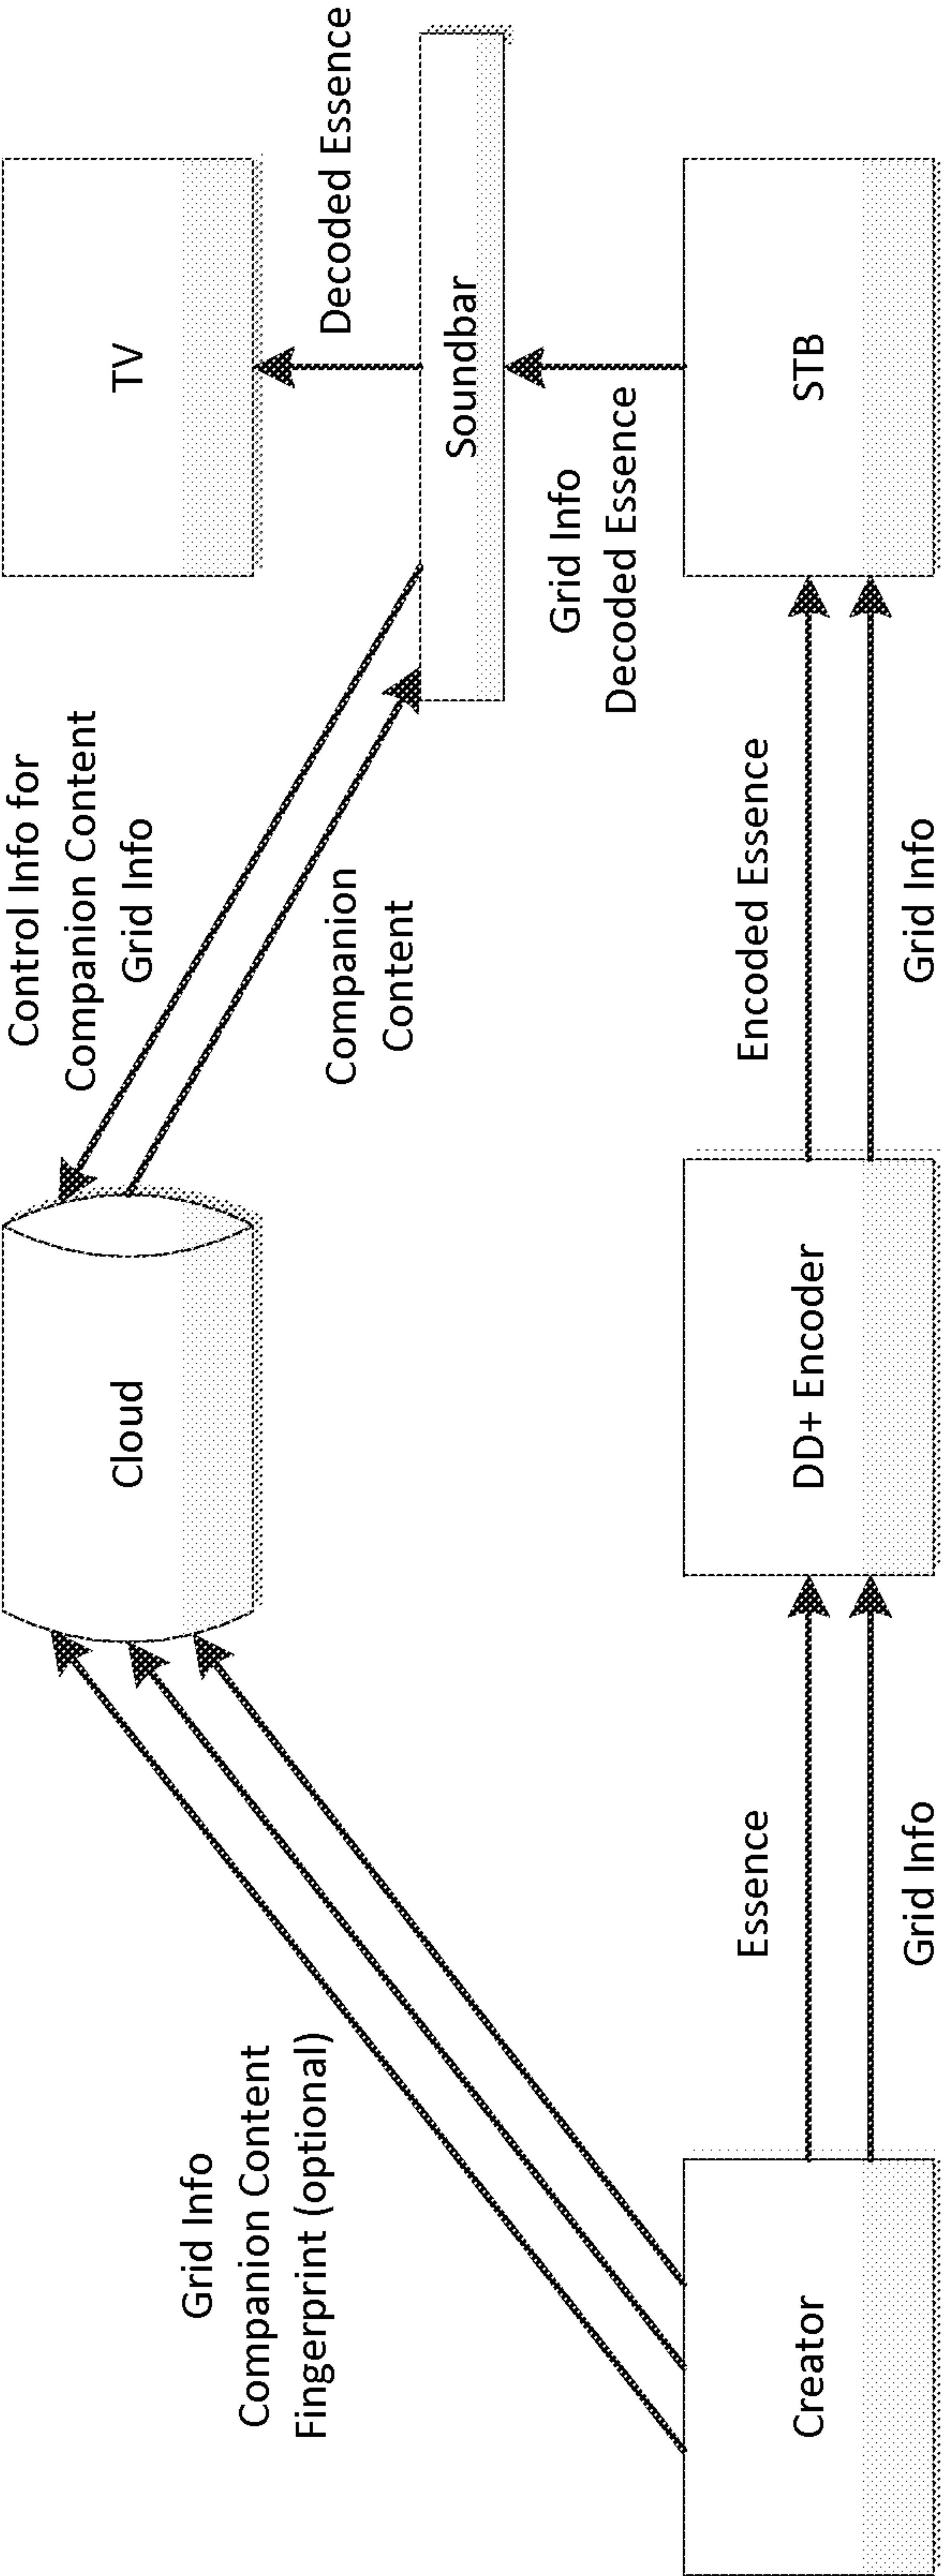 Control Info for
Companion Content
Grid Info
Cloud
TV
Grid Info
Companion Content
Fingerprint (optional)
Companion
Content
Decoded Essence
Soundbar
Grid Info
Decoded Essence
Essence
Encoded Essence
Creator
DD+ Encoder
STB
Grid Info
Grid Info